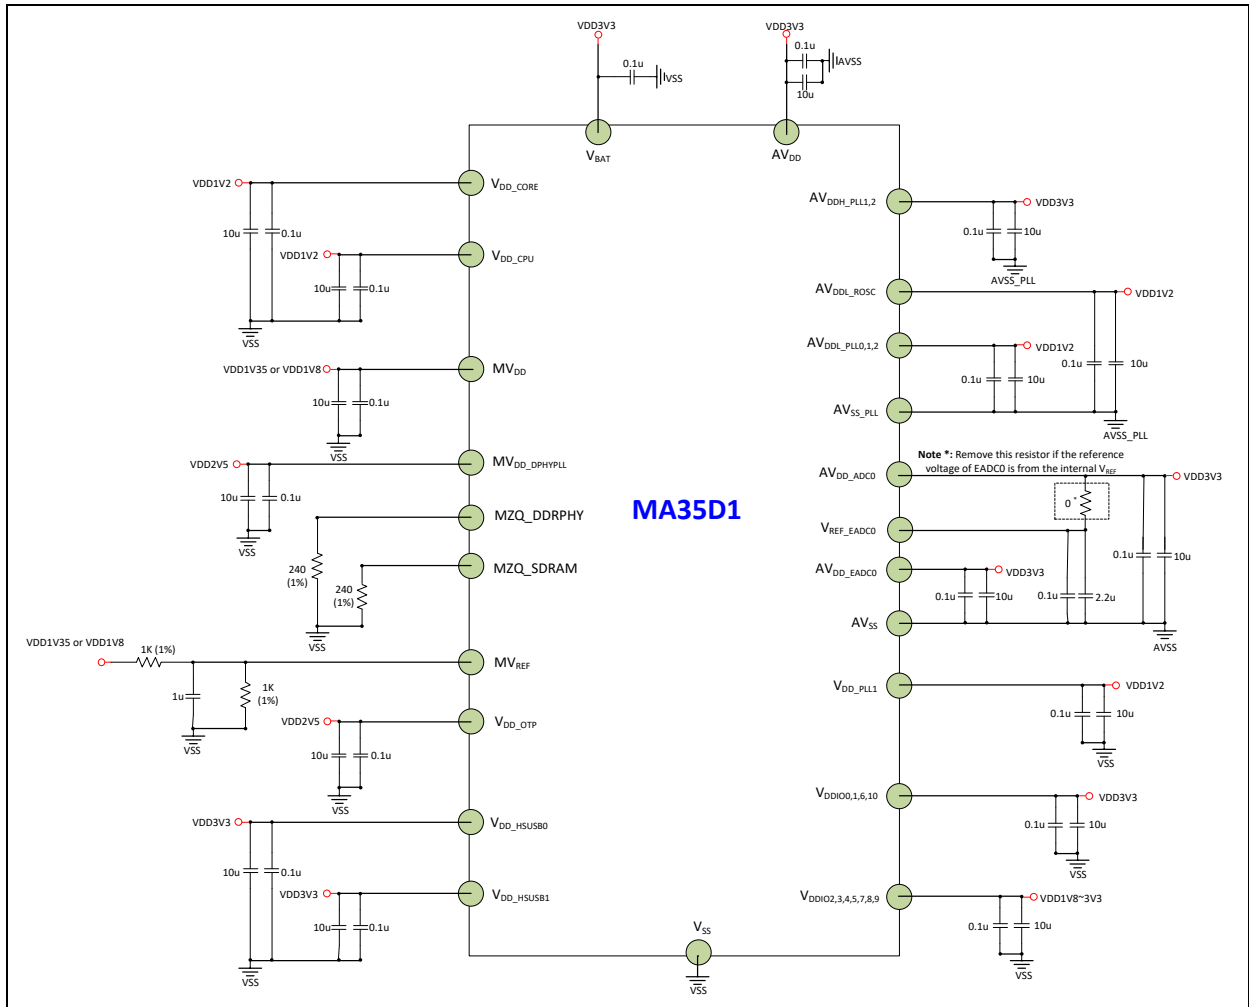 VDD3V3
VDD3V3
0.1u
VSS
0.1u
AVSS
10u
VBAT
AVDD
VDD1V2
VDD_CORE
10u
0.1u
VDD1V2
VDD_CPU
10u
0.1u
VSS
VDD1V35 or VDD1V8
MVDD
10u
0.1u
VSS
VDD2V5
MVDD_DPHYPLL
10u
0.1u
VSS
MZQ_DDRPHY
240
(1%)
MZQ_SDRAM
240
(1%)
VSS
VDD1V35 or VDD1V8
1K (1%)
MVREF
1u
1K
(1%)
VSS
VDD2V5
VDD_OTP
10u
0.1u
VSS
VDD3V3
VDD_HSUSB0
10u
0.1u
VDD3V3
VDD_HSUSB1
10u
0.1u
VSS
MA35D1
VSS
VSS
AVDDH_PLL1,2
VDD3V3
0.1u
10u
AVSS_PLL
AVDDL_ROSC
VDD1V2
AVDDL_PLL0,1,2
VDD1V2
0.1u
10u
0.1u
10u
AVSS_PLL
AVSS_PLL
Note *: Remove this resistor if the reference
voltage of EADC0 is from the internal VREF
AVDD_ADC0
VDD3V3
0 *
VREF_EADC0
0.1u
10u
AVDD_EADC0
VDD3V3
0.1u
10u
0.1u
2.2u
AVSS
AVSS
VDD_PLL1
VDD1V2
0.1u
10u
VSS
VDDIO0,1,6,10
VDD3V3
0.1u
10u
VSS
VDDIO2,3,4,5,7,8,9
VDD1V8~3V3
0.1u
10u
VSS